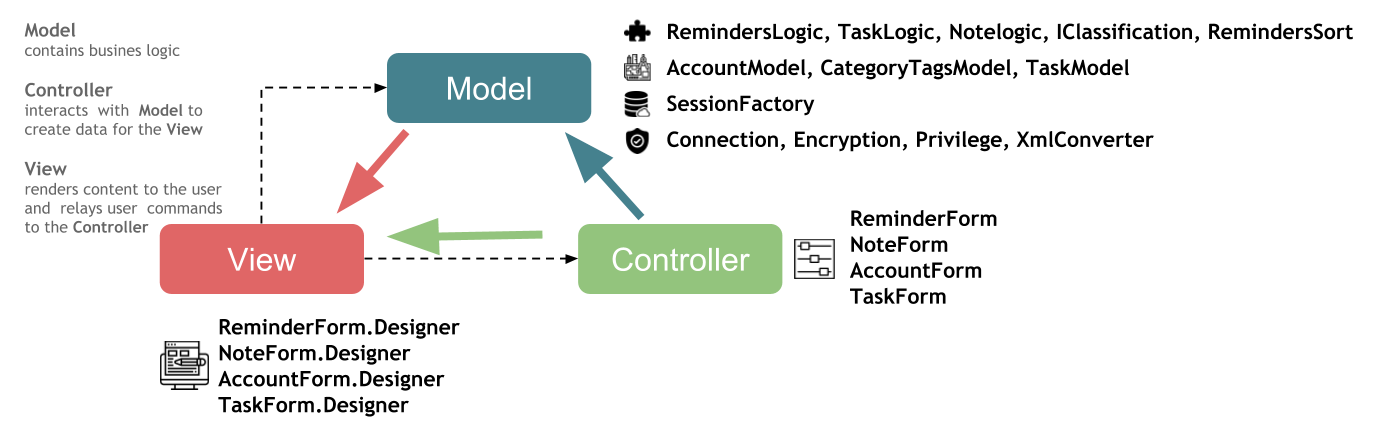 Model
contains busines logic
Controller
interacts with Model to
create data for the View
View
renders content to the user
and relays user commands
to the Controller
RemindersLogic, TaskLogic, Notelogic, IClassification, RemindersSort
AccountModel, CategoryTagsModel, TaskModel
SessionFactory
Connection, Encryption, Privilege, XmlConverter
Model
View
Controller
ReminderForm
NoteForm
AccountForm
TaskForm
ReminderForm.Designer
NoteForm.Designer
AccountForm.Designer
TaskForm.Designer